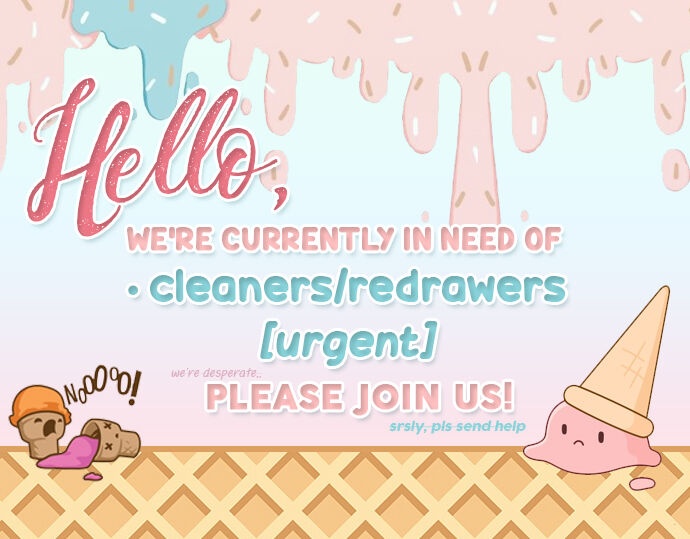 Hello,
WE'RE CURRENTLY IN NEED OF
• cleaners/redrawers
[urgent]
we're desperate..
PLEASE JOIN US!
srsly, pls send help
NoOOOO!